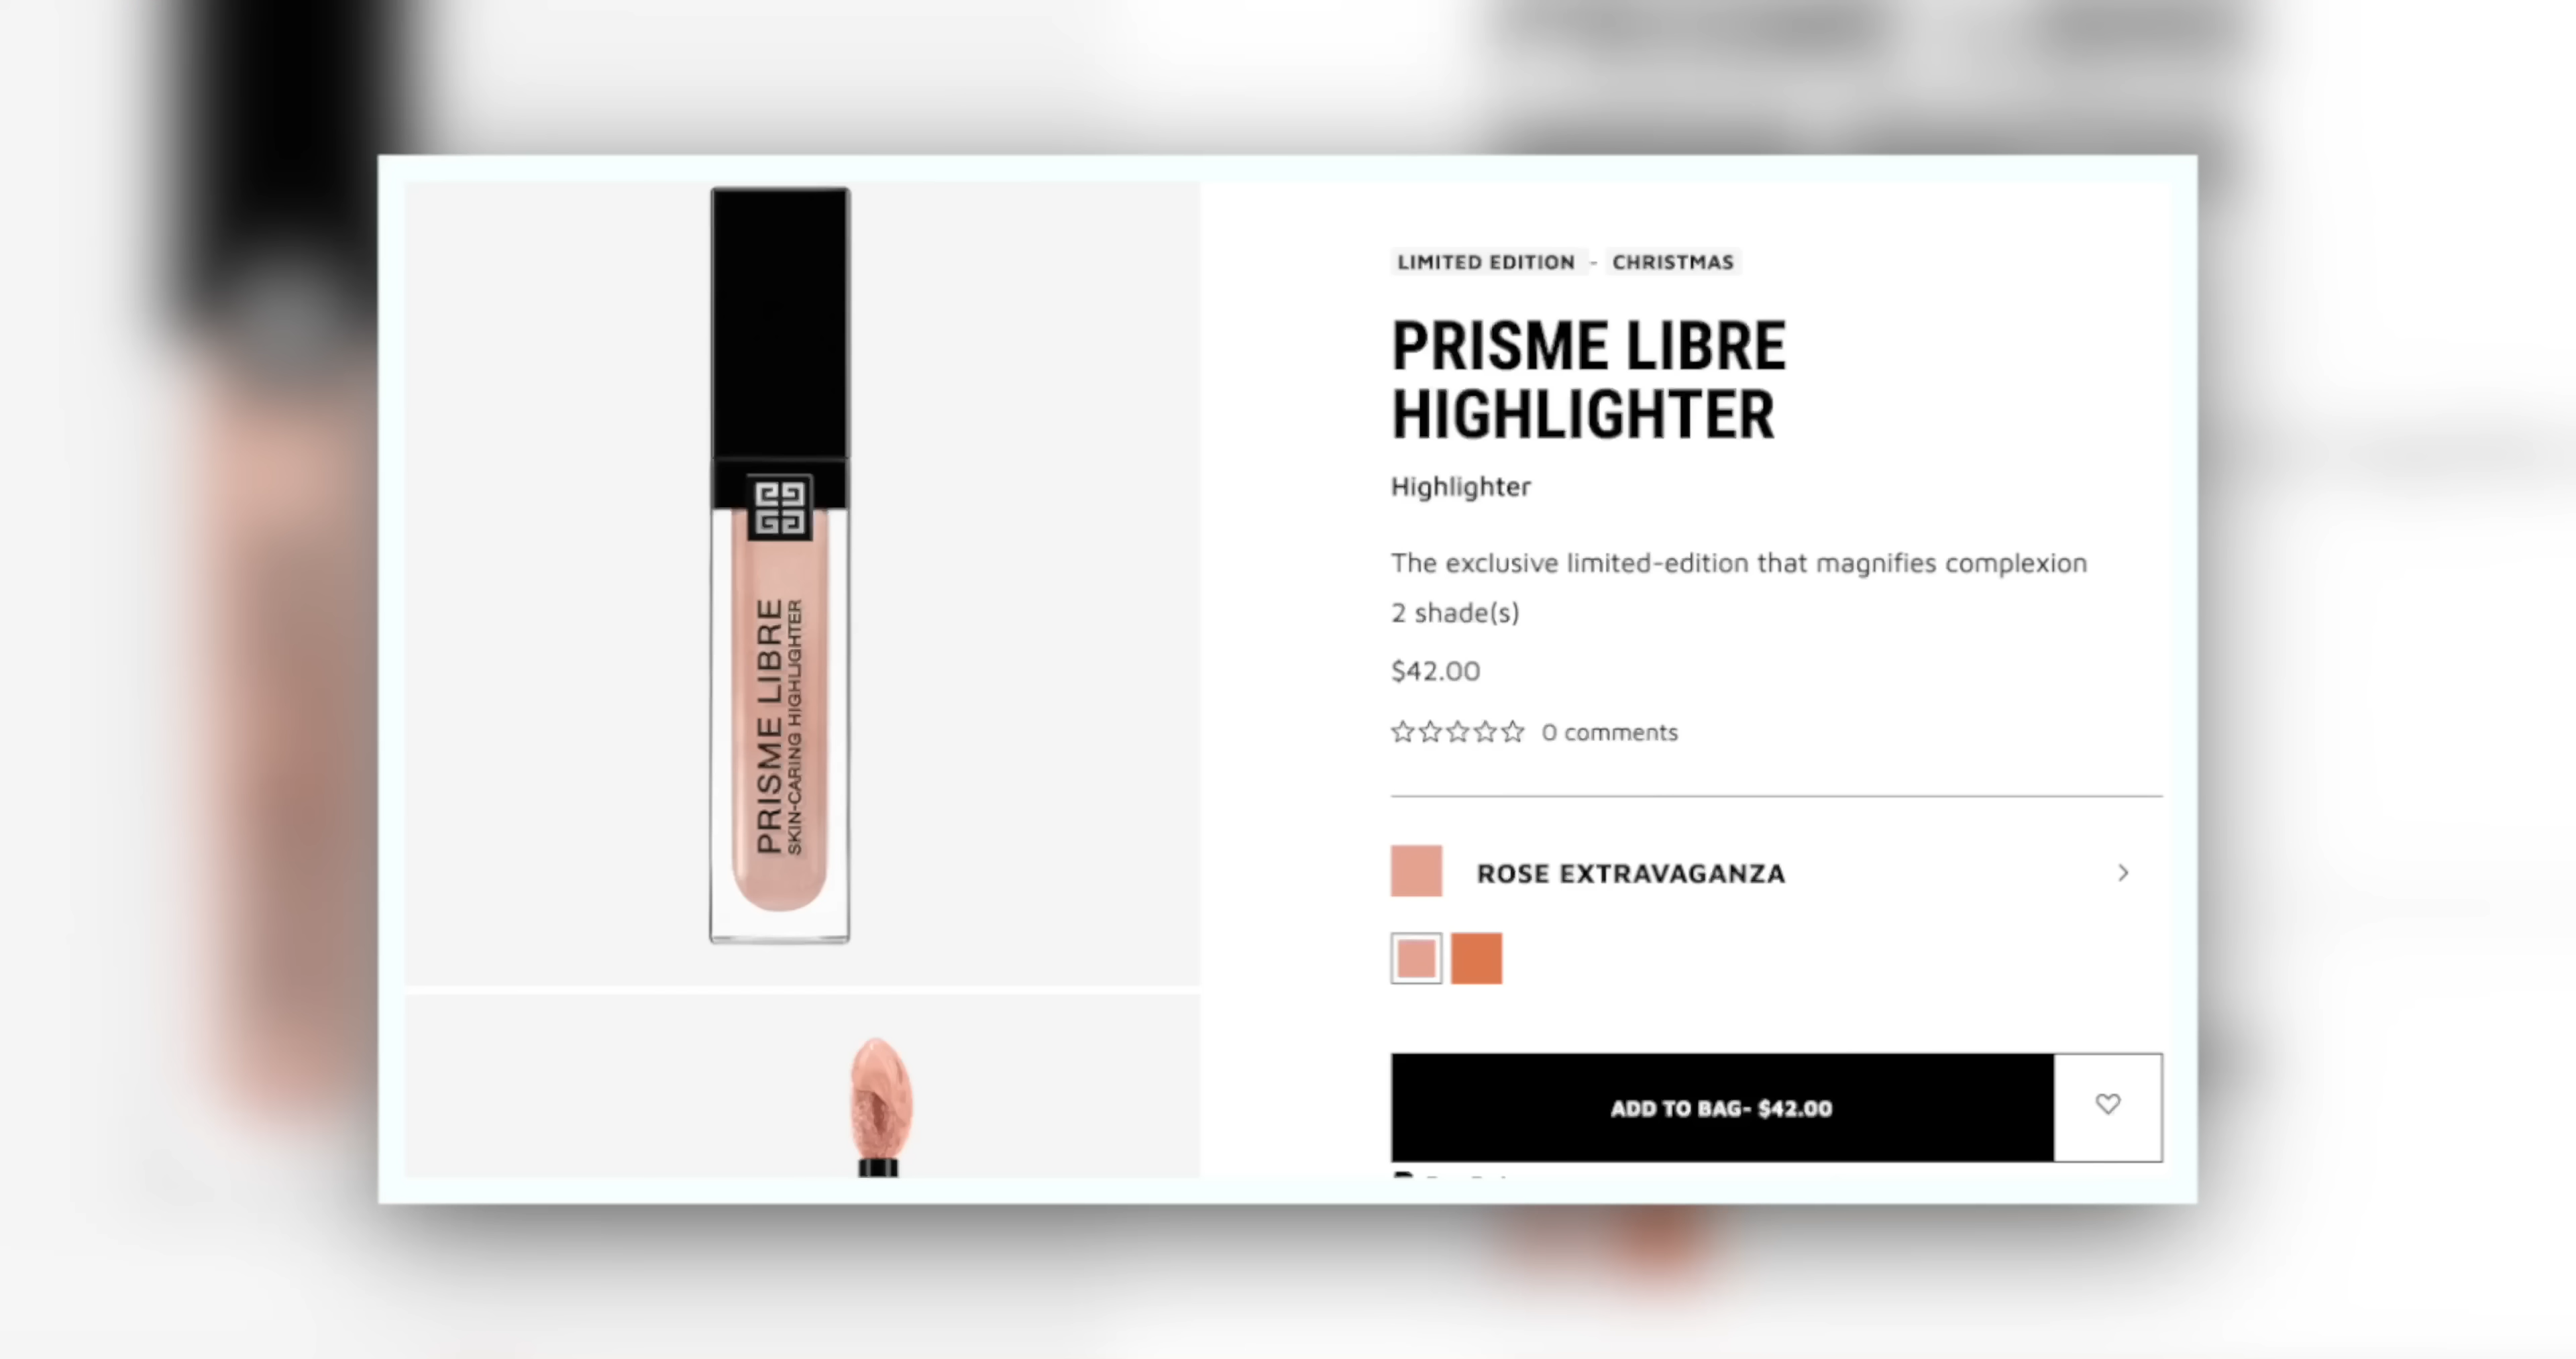 PRISME LIBRE
SKIN-CARING HIGHLIGHTER
LIMITED EDITION - CHRISTMAS
PRISME LIBRE
HIGHLIGHTER
Highlighter
The exclusive limited-edition that magnifies complexion
2 shade(s)
$42.00
0 comments
ROSE EXTRAVAGANZA
ADD TO BAG- $42.00